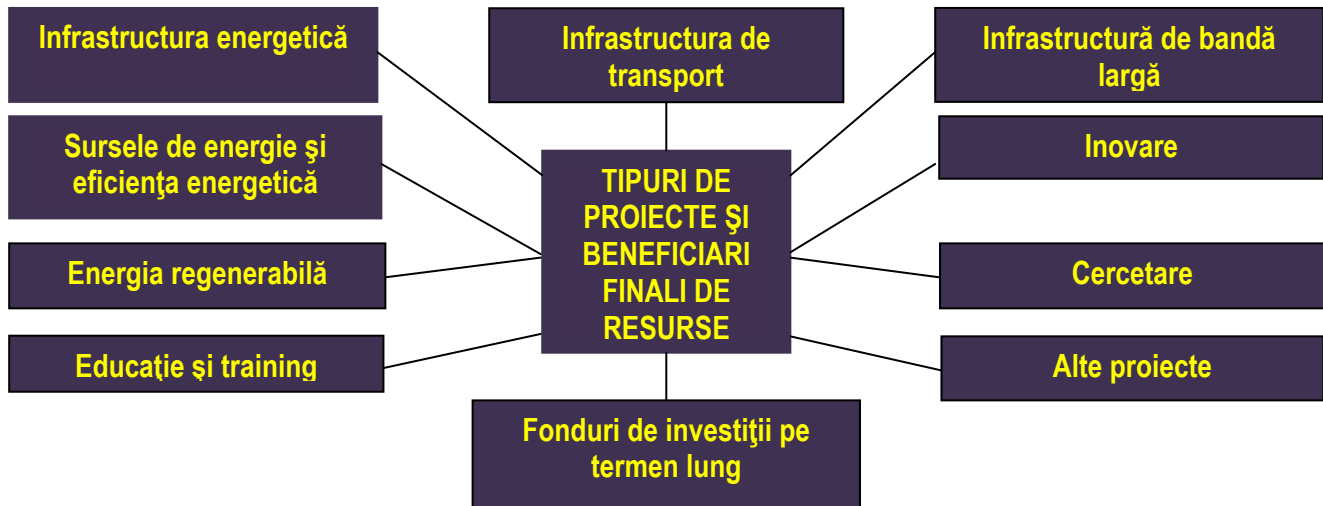 Infrastructura energetică
Infrastructura de
transport
Infrastructură de bandă
largă
Sursele de energie şi
eficienţa energetică
Inovare
TIPURI DE
PROIECTE ŞI
BENEFICIARI
FINALI DE
RESURSE
Energia regenerabilă
Cercetare
Educaţie şi training
Alte proiecte
Fonduri de investiţii pe
termen lung